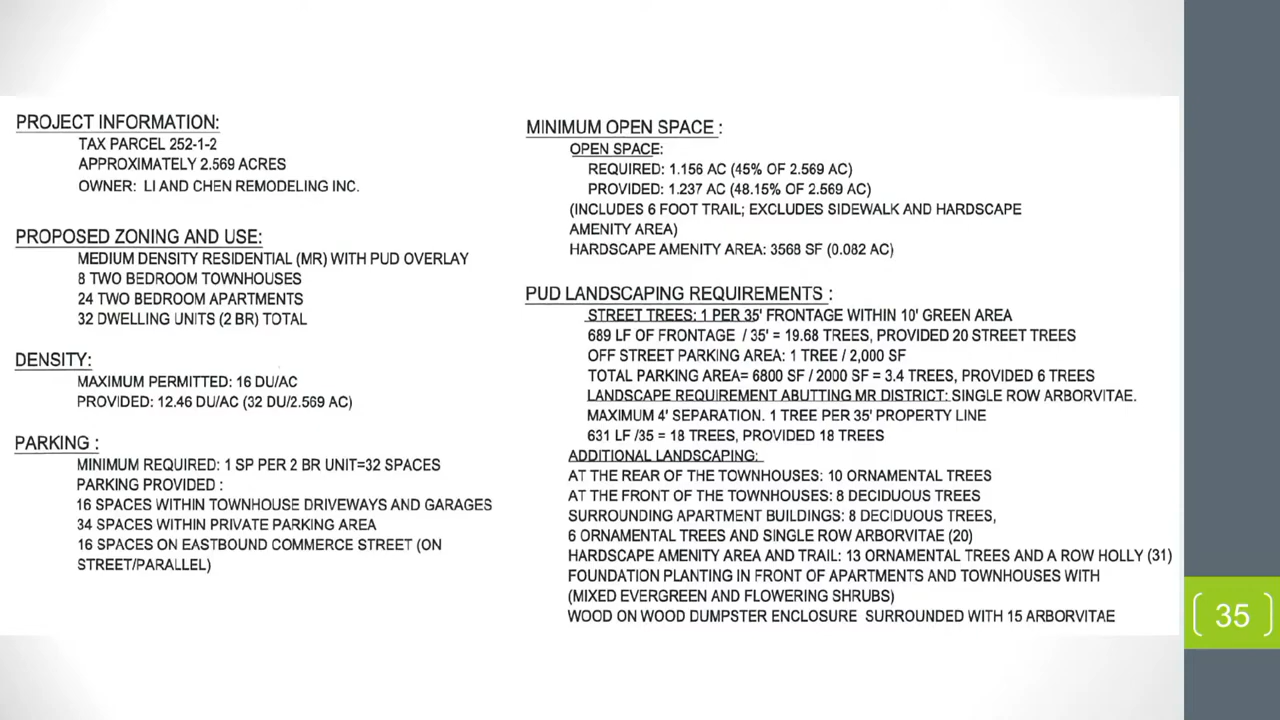 PROJECT INFORMATION:
TAX PARCEL 252-1-2
APPROXIMATELY 2.569 ACRES
OWNER: LI AND CHEN REMODELING INC.
PROPOSED ZONING AND USE:
MEDIUM DENSITY RESIDENTIAL (MR) WITH PUD OVERLAY
8 TWO BEDROOM TOWNHOUSES
24 TWO BEDROOM APARTMENTS
32 DWELLING UNITS (2 BR) TOTAL
DENSITY:
MAXIMUM PERMITTED: 16 DU/AC
PROVIDED: 12.46 DU/AC (32 DU/2.569 AC)
PARKING :
MINIMUM REQUIRED: 1 SP PER 2 BR UNIT=32 SPACES
PARKING PROVIDED :
16 SPACES WITHIN TOWNHOUSE DRIVEWAYS AND GARAGES
34 SPACES WITHIN PRIVATE PARKING AREA
16 SPACES ON EASTBOUND COMMERCE STREET (ON
STREET/PARALLEL)
MINIMUM OPEN SPACE :
OPEN SPACE:
REQUIRED: 1.156 AC (45% OF 2.569 AC)
PROVIDED: 1.237 AC (48.15% OF 2.569 AC)
(INCLUDES 6 FOOT TRAIL; EXCLUDES SIDEWALK AND HARDSCAPE
AMENITY AREA)
HARDSCAPE AMENITY AREA: 3568 SF (0.082 AC)
PUD LANDSCAPING REQUIREMENTS :
STREET TREES: 1 PER 35' FRONTAGE WITHIN 10' GREEN AREA
689 LF OF FRONTAGE / 35' = 19.68 TREES, PROVIDED 20 STREET TREES
OFF STREET PARKING AREA: 1 TREE / 2,000 SF
TOTAL PARKING AREA= 6800 SF / 2000 SF = 3.4 TREES, PROVIDED 6 TREES
LANDSCAPE REQUIREMENT ABUTTING MR DISTRICT: SINGLE ROW ARBORVITAE.
MAXIMUM 4' SEPARATION. 1 TREE PER 35' PROPERTY LINE
631 LF /35 = 18 TREES, PROVIDED 18 TREES
ADDITIONAL LANDSCAPING:
AT THE REAR OF THE TOWNHOUSES: 10 ORNAMENTAL TREES
AT THE FRONT OF THE TOWNHOUSES: 8 DECIDUOUS TREES
SURROUNDING APARTMENT BUILDINGS: 8 DECIDUOUS TREES,
6 ORNAMENTAL TREES AND SINGLE ROW ARBORVITAE (20)
HARDSCAPE AMENITY AREA AND TRAIL: 13 ORNAMENTAL TREES AND A ROW HOLLY (31)
FOUNDATION PLANTING IN FRONT OF APARTMENTS AND TOWNHOUSES WITH
(MIXED EVERGREEN AND FLOWERING SHRUBS)
WOOD ON WOOD DUMPSTER ENCLOSURE SURROUNDED WITH 15 ARBORVITAE
35